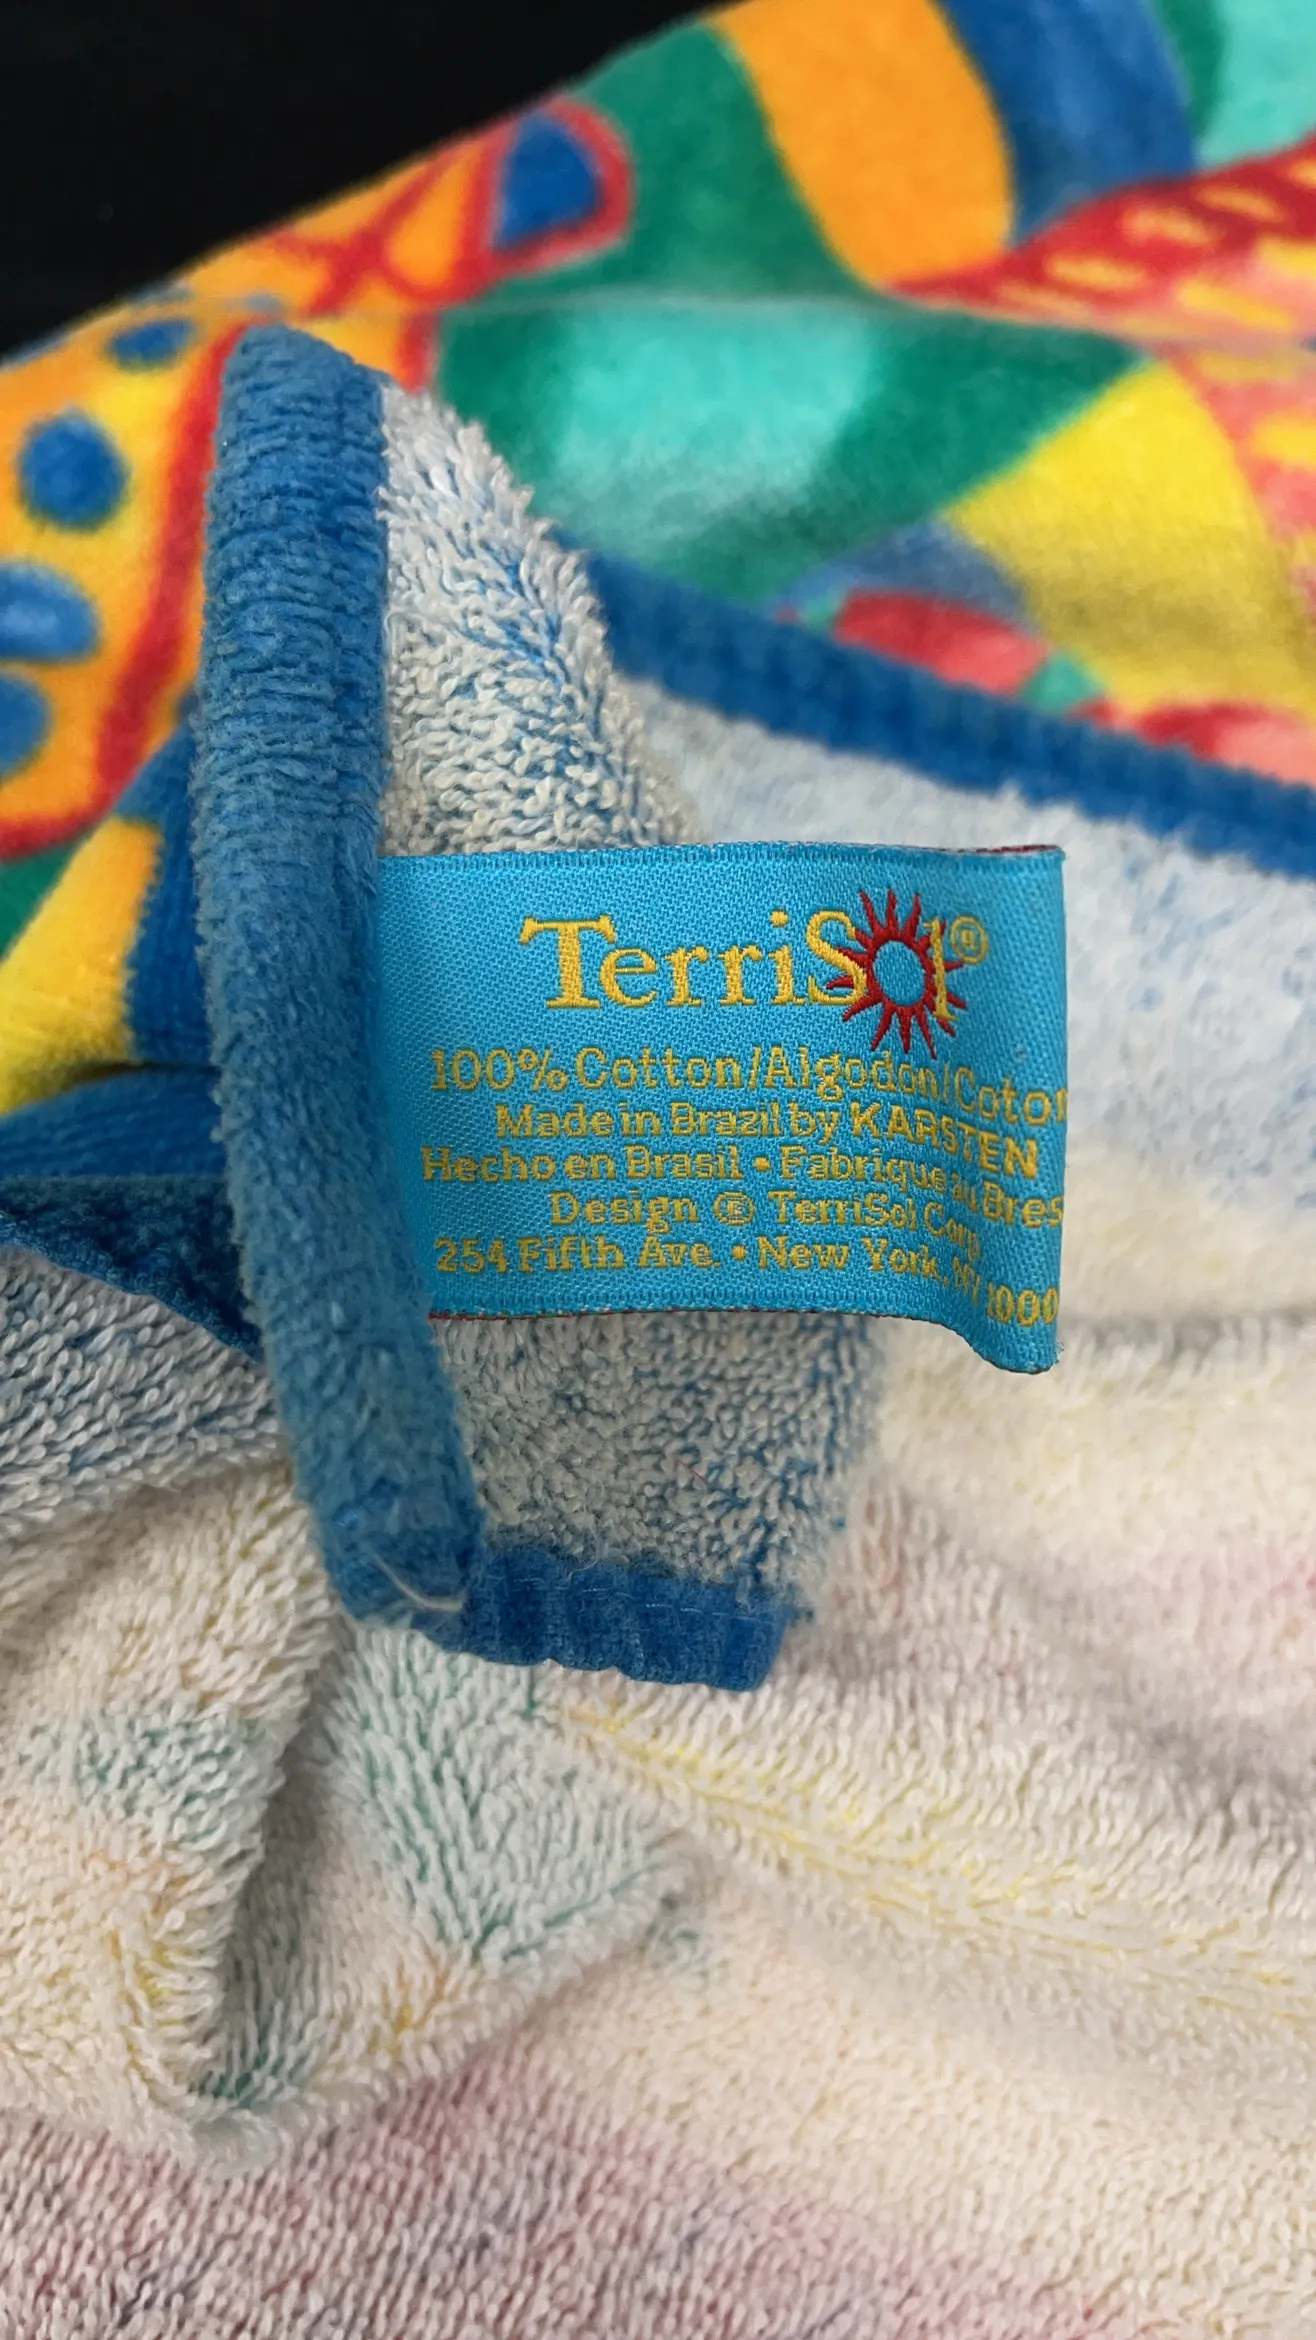 TerriSol®
100% Cotton/Algodon/Coton
Made in Brazil by KARSTEN
Hecho en Brasil • Fabrique au Bres
Design ® TerriSol Corp
254 Fifth Ave. • New York, NY 1000